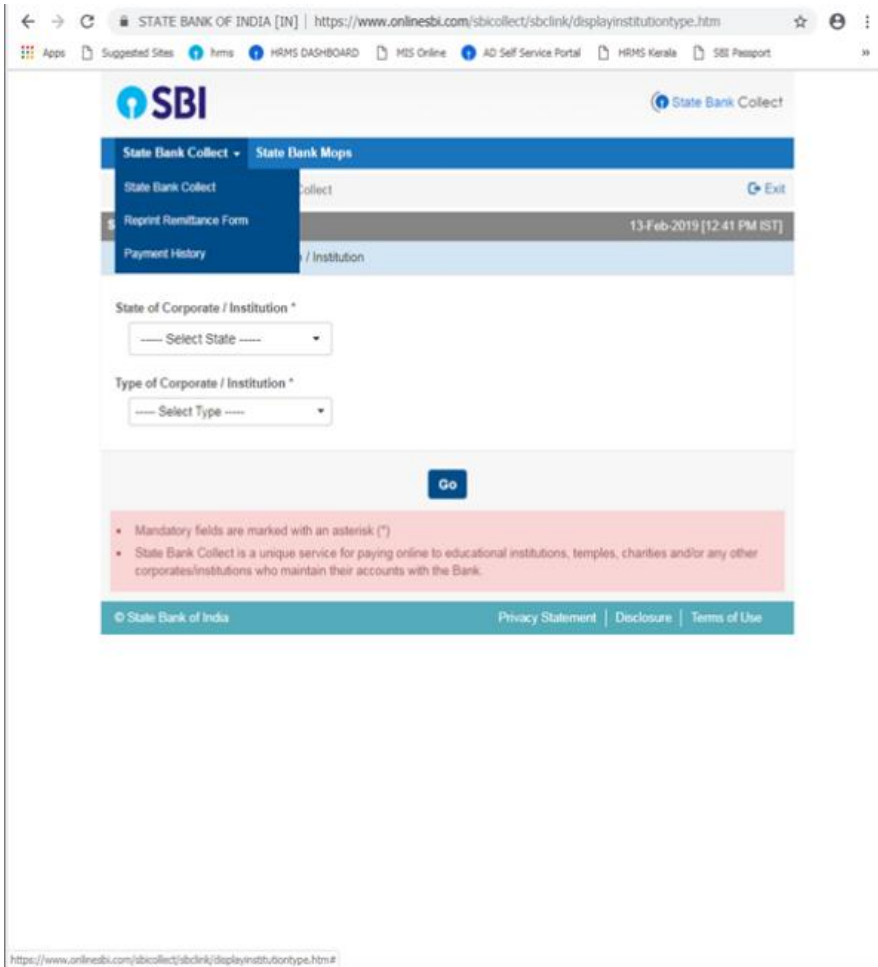 STATE BANK OF INDIA [IN] | https://www.onlinesbi.com/sbicollect/sbclink/displayinstitutiontype.htm
Apps Suggested Sites hrms HRMS DASHBOARD MIS Online AD Self Service Portal HRMS Kerala SBI Passport »
SBI State Bank Collect
State Bank Collect State Bank Mops
State Bank Collect Collect Exit
S Reprint Remittance Form 13-Feb-2019 [12:41 PM IST]
Payment History / Institution
State of Corporate / Institution *
----- Select State -----
Type of Corporate / Institution *
----- Select Type -----
Go
• Mandatory fields are marked with an asterisk (*)
• State Bank Collect is a unique service for paying online to educational institutions, temples, charities and/or any other
corporates/institutions who maintain their accounts with the Bank.
© State Bank of India Privacy Statement | Disclosure | Terms of Use
https://www.onlinesbi.com/sbicollect/sbclink/displayinstitutiontype.htm#